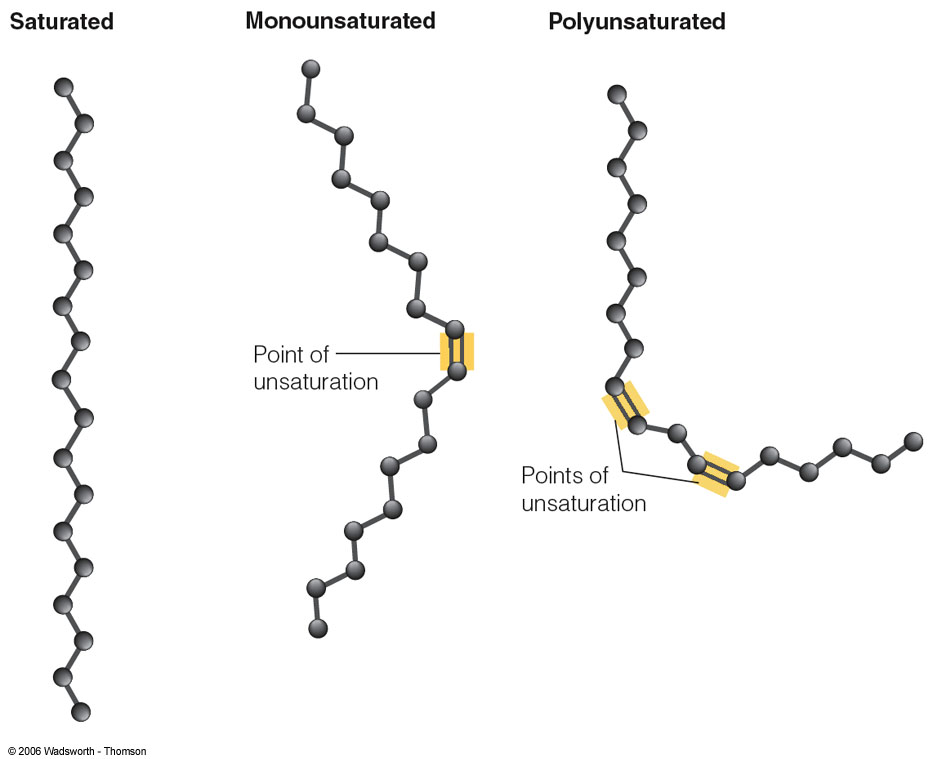 Saturated
Monounsaturated
Polyunsaturated
Point of
unsaturation
Points of
unsaturation
© 2006 Wadsworth - Thomson